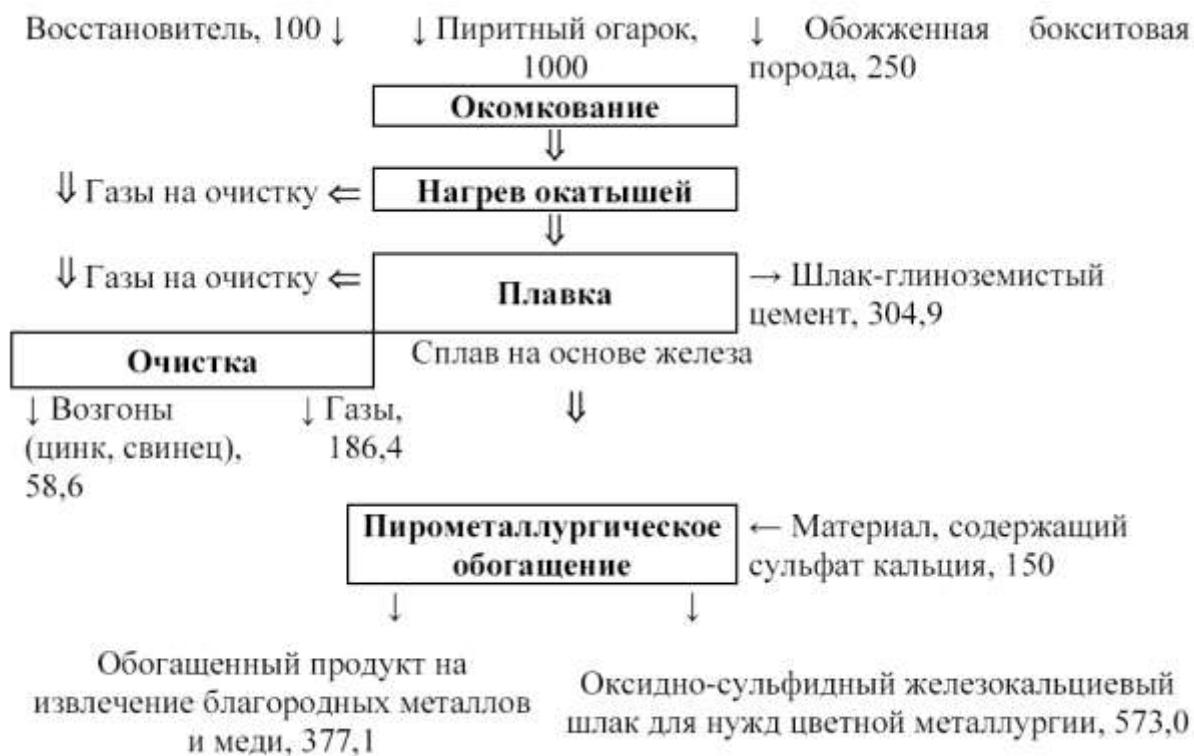 Восстановитель, 100 ↓
↓ Пиритный огарок,
1000
↓ Обожженная бокситовая
порода, 250
Окомкование
⇓
⇓ Газы на очистку ⇐
Нагрев окатышей
⇓
⇓ Газы на очистку ⇐
Плавка
→ Шлак-глиноземистый
цемент, 304,9
Очистка
Сплав на основе железа
⇓
↓ Возгоны
(цинк, свинец),
58,6
↓ Газы,
186,4
Пирометаллургическое
обогащение
← Материал, содержащий
сульфат кальция, 150
↓ ↓
Обогащенный продукт на
извлечение благородных металлов
и меди, 377,1
Оксидно-сульфидный железокальциевый
шлак для нужд цветной металлургии, 573,0